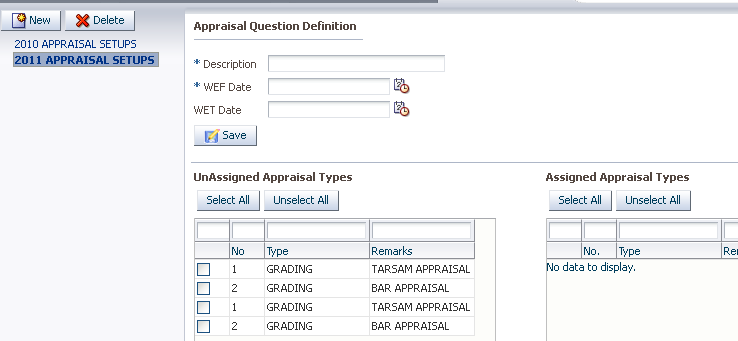 New Delete
2010 APPRAISAL SETUPS
2011 APPRAISAL SETUPS
Appraisal Question Definition
* Description
* WEF Date
WET Date
Save
UnAssigned Appraisal Types
Select All Unselect All
No Type Remarks
1 GRADING TARSAM APPRAISAL
2 GRADING BAR APPRAISAL
1 GRADING TARSAM APPRAISAL
2 GRADING BAR APPRAISAL
Assigned Appraisal Types
Select All Unselect All
No. Type
No data to display.